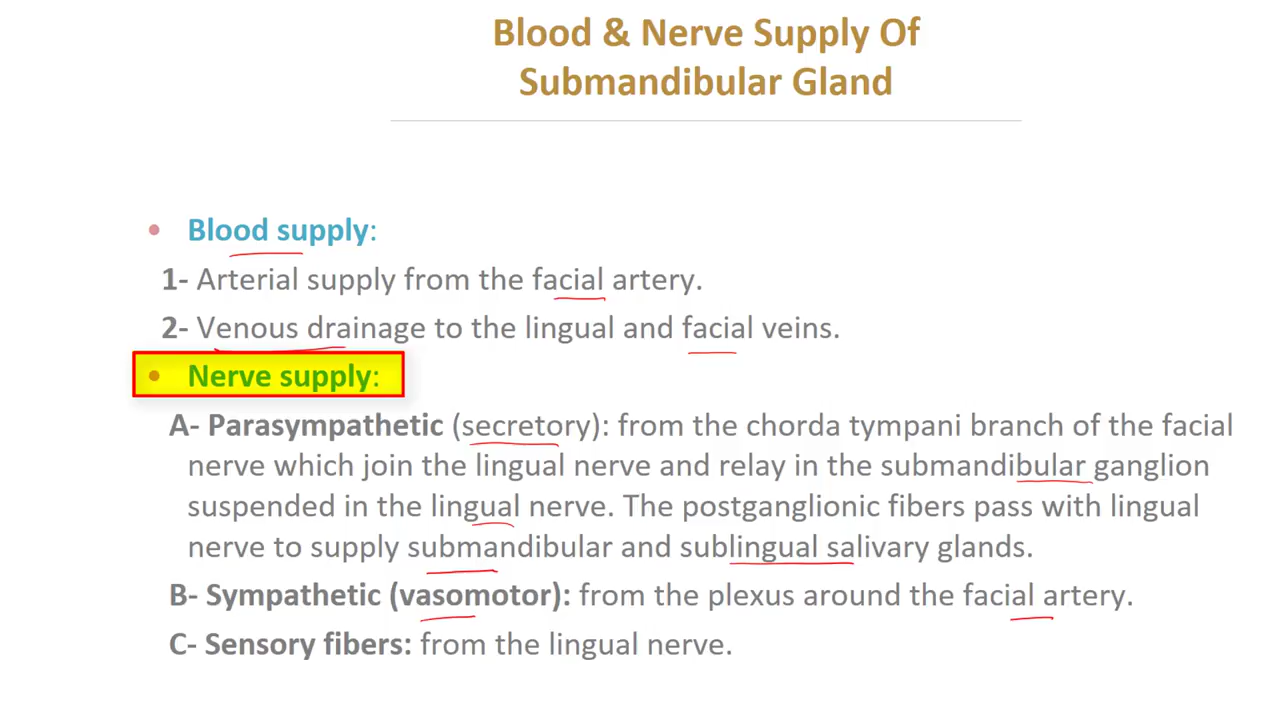 Blood & Nerve Supply Of
Submandibular Gland
• Blood supply:
1- Arterial supply from the facial artery.
2- Venous drainage to the lingual and facial veins.
• Nerve supply:
A- Parasympathetic (secretory): from the chorda tympani branch of the facial
nerve which join the lingual nerve and relay in the submandibular ganglion
suspended in the lingual nerve. The postganglionic fibers pass with lingual
nerve to supply submandibular and sublingual salivary glands.
B- Sympathetic (vasomotor): from the plexus around the facial artery.
C- Sensory fibers: from the lingual nerve.